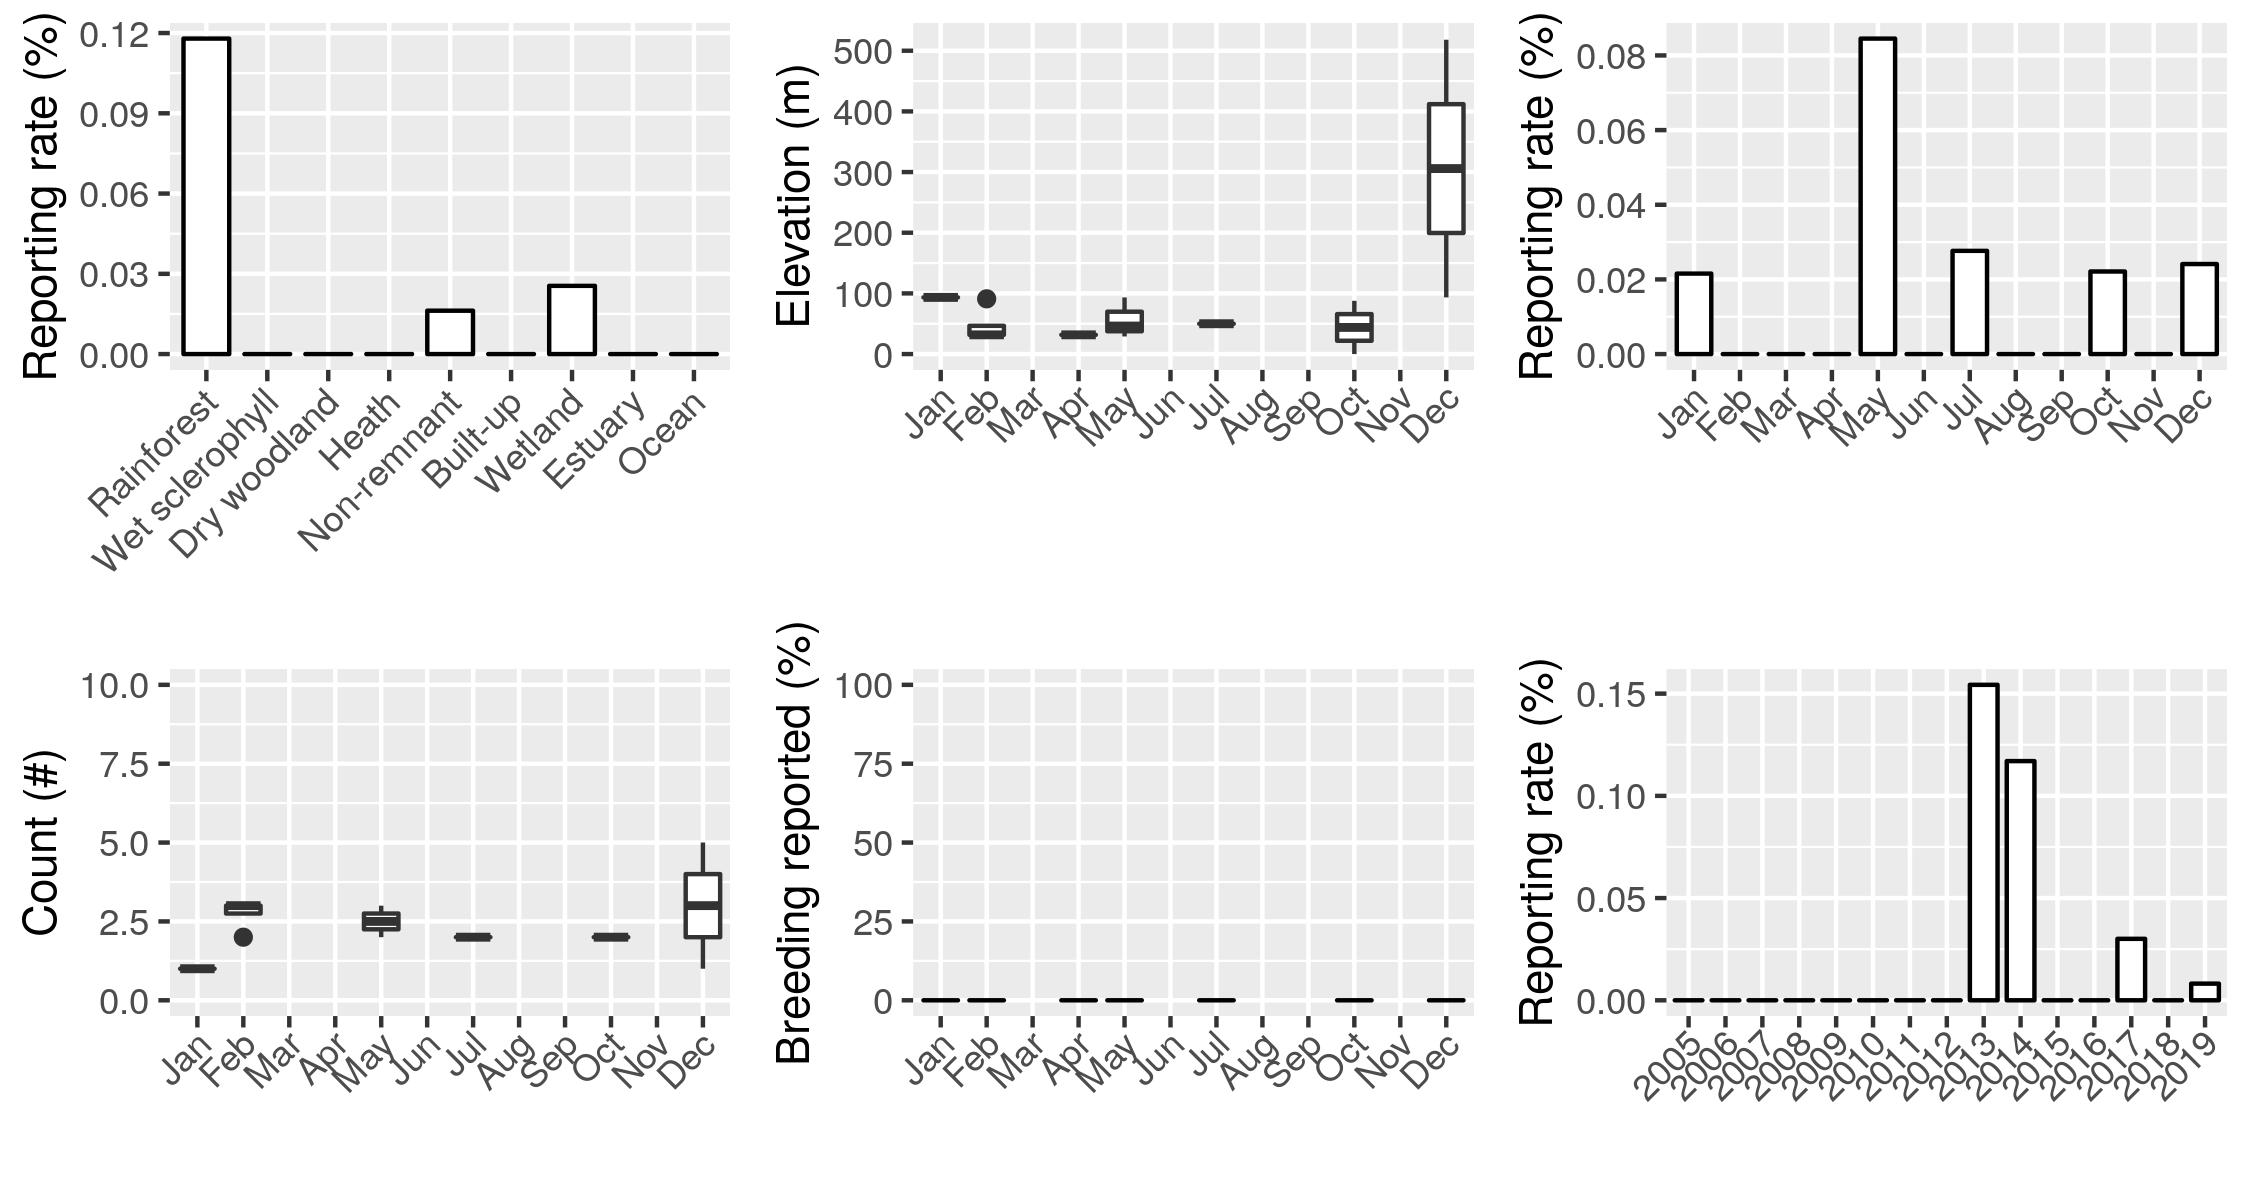 Reporting rate (%)
0.12
0.09
0.06
0.03
0.00
Rainforest
Wet sclerophyll
Dry woodland
Heath
Non-remnant
Built-up
Wetland
Estuary
Ocean
Elevation (m)
500
400
300
200
100
0
Jan
Feb
Mar
Apr
May
Jun
Jul
Aug
Sep
Oct
Nov
Dec
Reporting rate (%)
0.08
0.06
0.04
0.02
0.00
Jan
Feb
Mar
Apr
May
Jun
Jul
Aug
Sep
Oct
Nov
Dec
Count (#)
10.0
7.5
5.0
2.5
0.0
Jan
Feb
Mar
Apr
May
Jun
Jul
Aug
Sep
Oct
Nov
Dec
Breeding reported (%)
100
75
50
25
0
Jan
Feb
Mar
Apr
May
Jun
Jul
Aug
Sep
Oct
Nov
Dec
Reporting rate (%)
0.15
0.10
0.05
0.00
2005
2006
2007
2008
2009
2010
2011
2012
2013
2014
2015
2016
2017
2018
2019